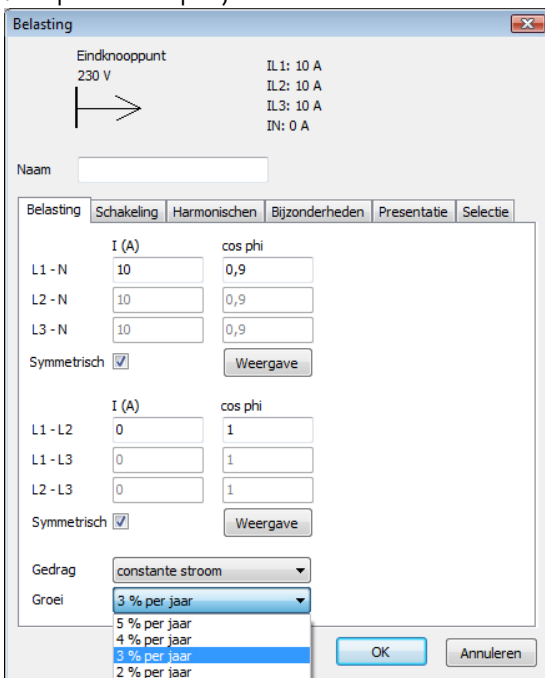 Belasting
Eindknooppunt
230 V
IL1: 10 A
IL2: 10 A
IL3: 10 A
IN: 0 A
Naam
Belasting Schakeling Harmonischen Bijzonderheden Presentatie Selectie
I (A) cos phi
L1 - N 10 0,9
L2 - N 10 0,9
L3 - N 10 0,9
Symmetrisch Weergave
I (A) cos phi
L1 - L2 0 1
L1 - L3 0 1
L2 - L3 0 1
Symmetrisch Weergave
Gedrag constante stroom
Groei 3 % per jaar
5 % per jaar
4 % per jaar
3 % per jaar
2 % per jaar
OK Annuleren